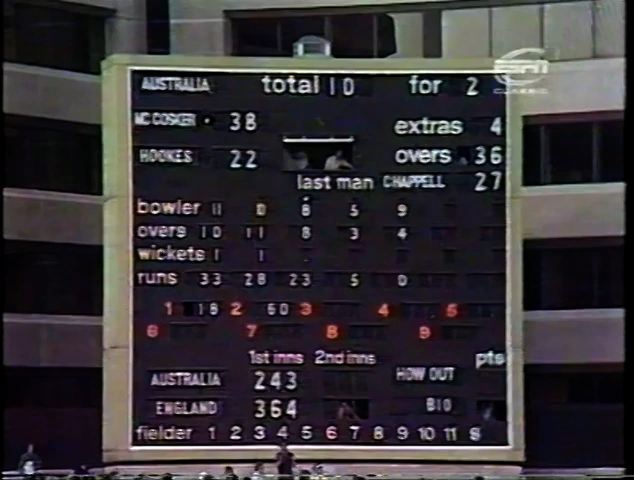 ESPN
CLASSIC
AUSTRALIA total 10 for 2
MC COSKER 38
extras 4
HOOKES 22
overs 36
last man CHAPPELL 27
bowler 11 8 5 9
overs 10 11 8 3 4
wickets 1 1
runs 33 28 23 5 0
1 2 60 3 4 5
6 7 8 9
1st inns 2nd inns pts
AUSTRALIA 243 HOW OUT
ENGLAND 364
fielder 1 2 3 4 5 6 7 8 9 10 11 S